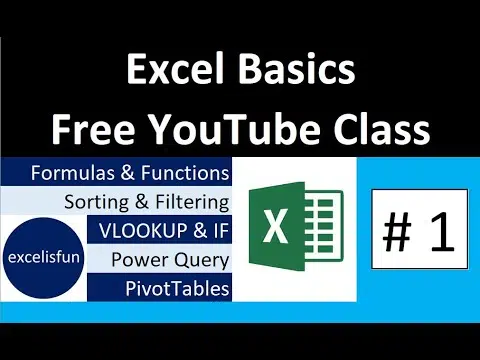 Excel Basics
Free YouTube Class
Formulas & Functions
Sorting & Filtering
VLOOKUP & IF
Power Query
PivotTables
excelisfun
X
# 1